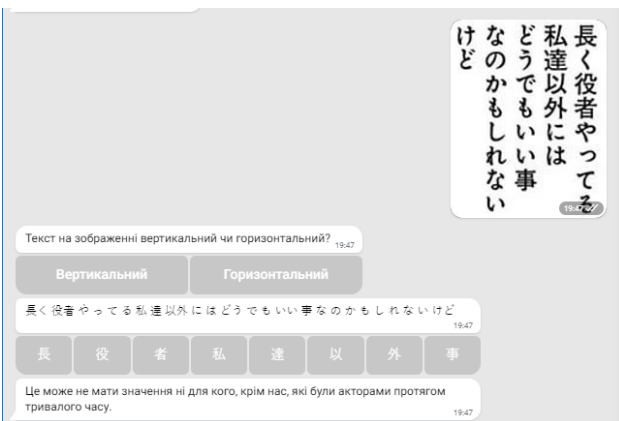 長く役者やってる
私達以外には
どうでもいい事
なのかもしれない
けど
19:47
Текст на зображенні вертикальний чи горизонтальний?
19:47
Вертикальний
Горизонтальний
長く役者やってる私達以外にはどうでもいい事なのかもしれないけど
19:47
長 役 者 私 達 以 外 事
Це може не мати значення ні для кого, крім нас, які були акторами протягом
тривалого часу.
19:47